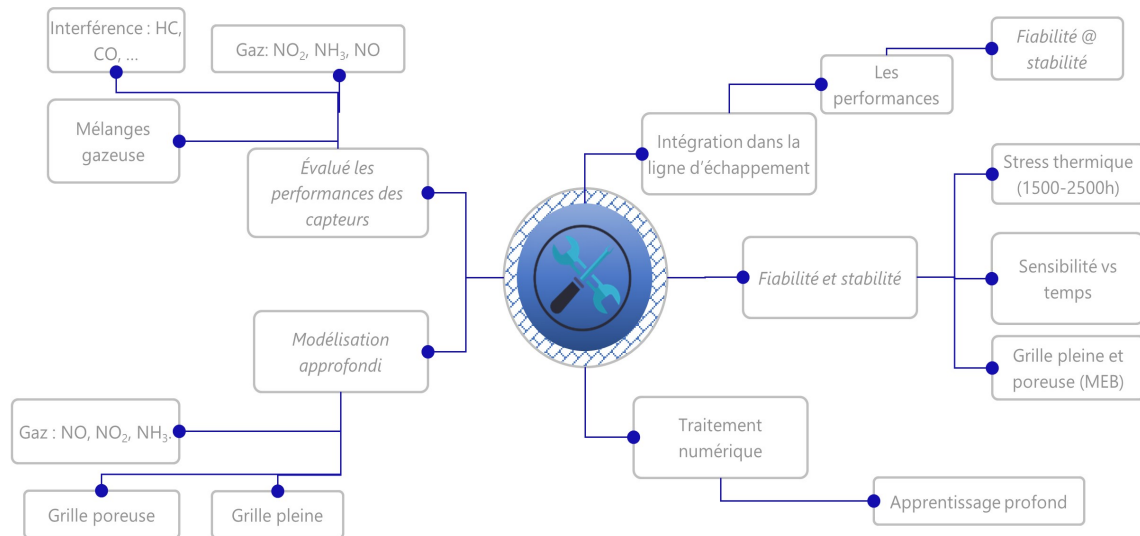 Interférence : HC,
CO, ...
Gaz: NO₂, NH₃, NO
Mélanges
gazeuse
Évalué les
performances des
capteurs
Modélisation
approfondi
Gaz : NO, NO₂, NH₃.
Grille poreuse
Grille pleine
Fiabilité @
stabilité
Les
performances
Intégration dans la
ligne d’échappement
Stress thermique
(1500-2500h)
Fiabilité et stabilité
Sensibilité vs
temps
Grille pleine et
poreuse (MEB)
Traitement
numérique
Apprentissage profond